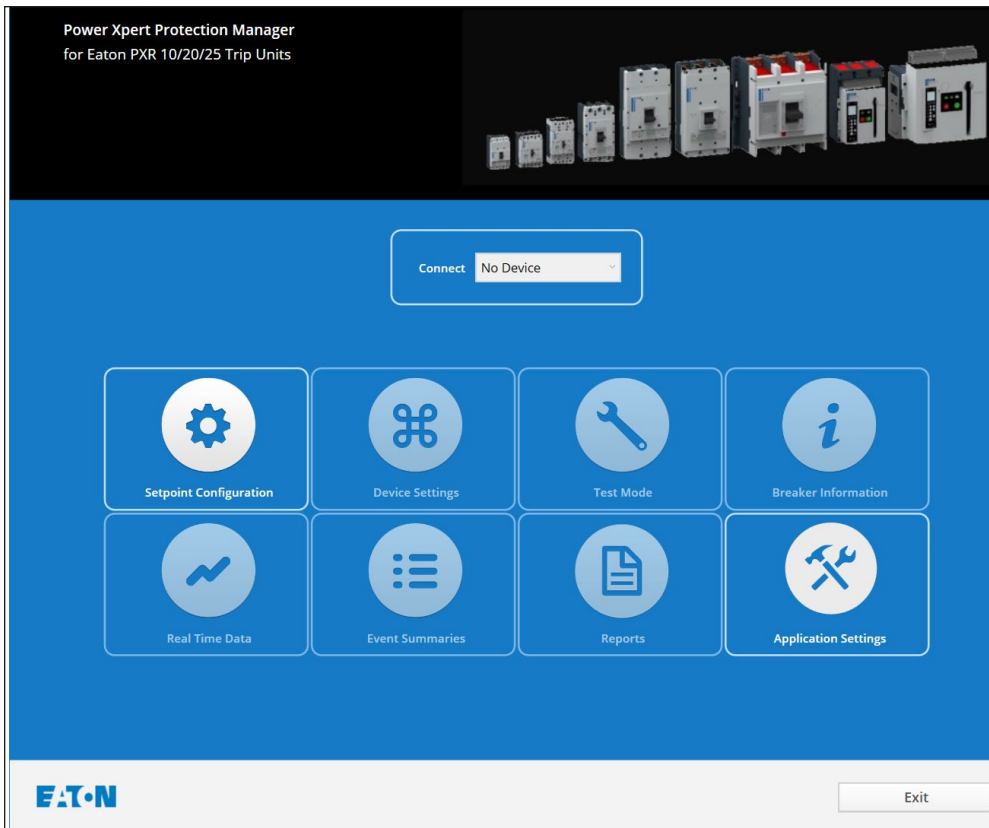 Power Xpert Protection Manager
for Eaton PXR 10/20/25 Trip Units
Connect No Device
Setpoint Configuration
Device Settings
Test Mode
Breaker Information
Real Time Data
Event Summaries
Reports
Application Settings
EATON
Exit